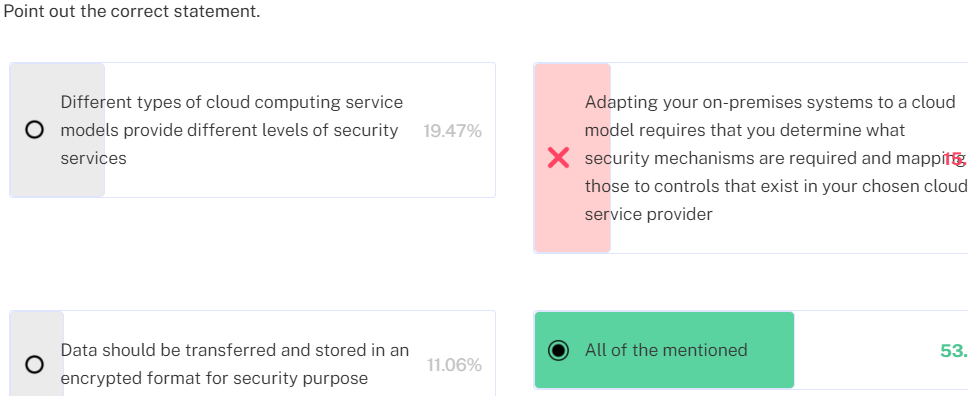 Point out the correct statement.
Different types of cloud computing service
models provide different levels of security
services
19.47%
Adapting your on-premises systems to a cloud
model requires that you determine what
security mechanisms are required and mapping
those to controls that exist in your chosen cloud
service provider
15.
Data should be transferred and stored in an
encrypted format for security purpose
11.06%
All of the mentioned
53.